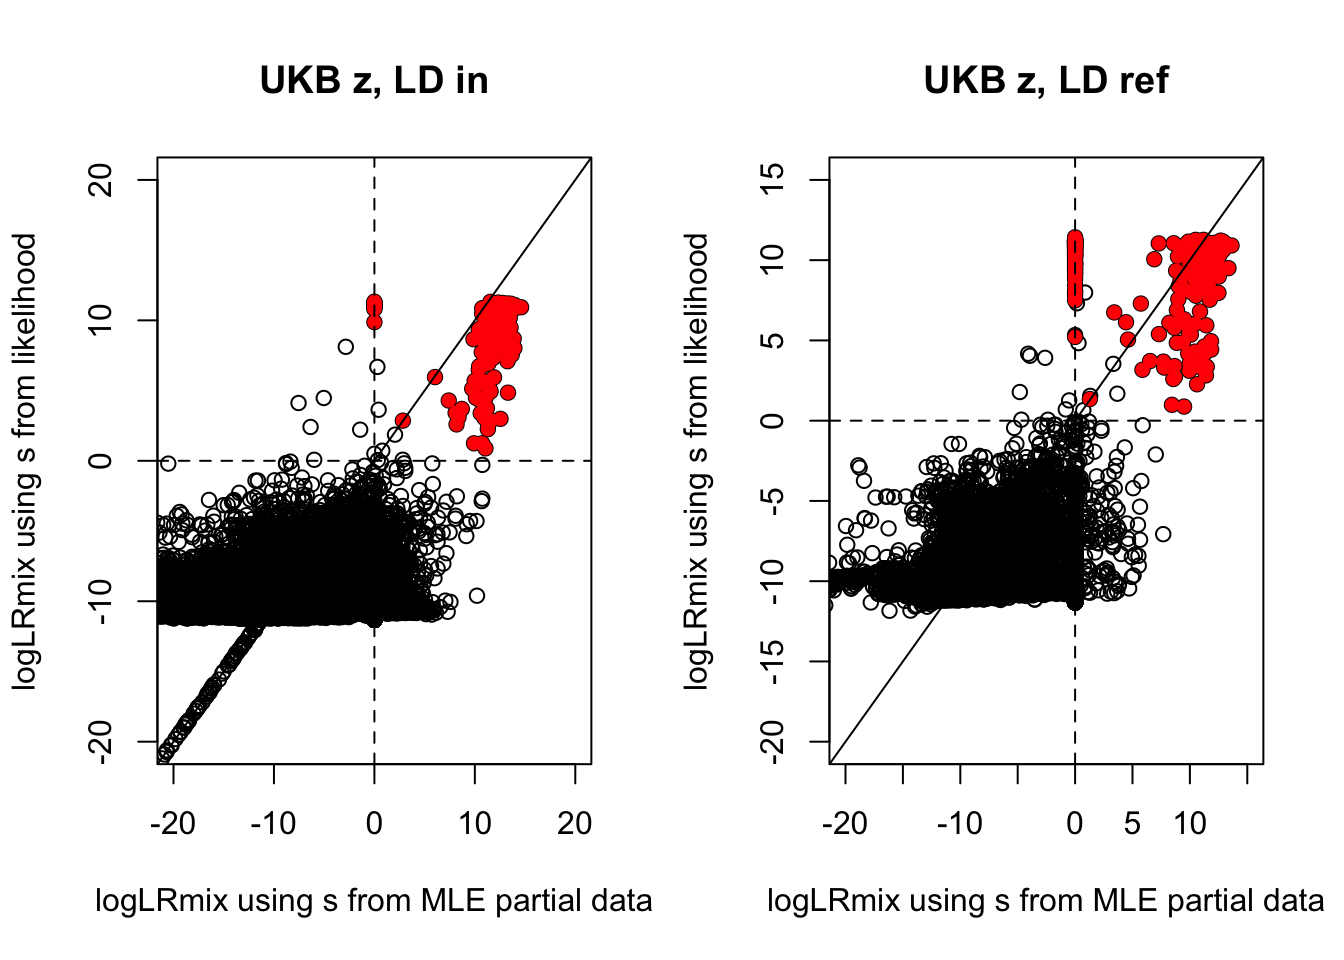 UKB z, LD in
logLRmix using s from likelihood
20
10
0
-10
-20
-20 -10 0 10 20
logLRmix using s from MLE partial data
UKB z, LD ref
logLRmix using s from likelihood
15
10
5
0
-5
-10
-15
-20
-20 -10 0 5 10
logLRmix using s from MLE partial data